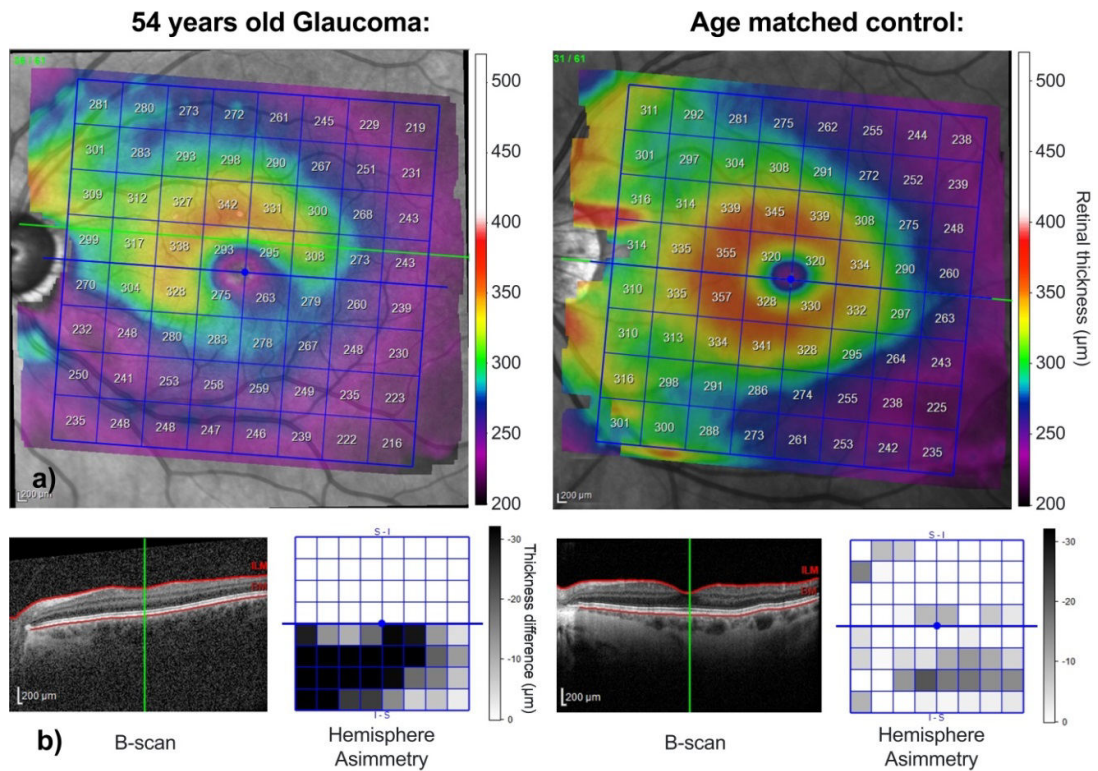 54 years old Glaucoma:
Age matched control:
31 / 61
500
450
400
350
300
250
200
281 280 273 272 261 245 229 219
301 283 293 298 290 267 251 231
309 312 327 342 331 300 268 243
299 317 338 293 295 308 273 243
270 304 328 275 263 279 260 239
232 248 280 283 278 267 248 230
250 241 253 258 259 249 235 223
235 248 248 247 246 239 222 216
200 µm
a)
311 292 281 275 262 255 244 238
301 297 304 308 291 272 252 239
316 314 339 345 339 308 275 248
314 335 355 320 320 334 290 260
310 335 357 328 330 332 297 263
310 313 334 341 328 295 264 243
316 298 291 286 274 255 238 225
301 300 288 273 261 253 242 235
200 µm
500
450
400
350
300
250
200
Retinal thickness (µm)
ILM
200 µm
S - I
I - S
-30
-20
-10
0
Thickness difference (µm)
ILM
200 µm
S - I
I - S
-30
-20
-10
0
b)
B-scan
Hemisphere
Asimmetry
B-scan
Hemisphere
Asimmetry